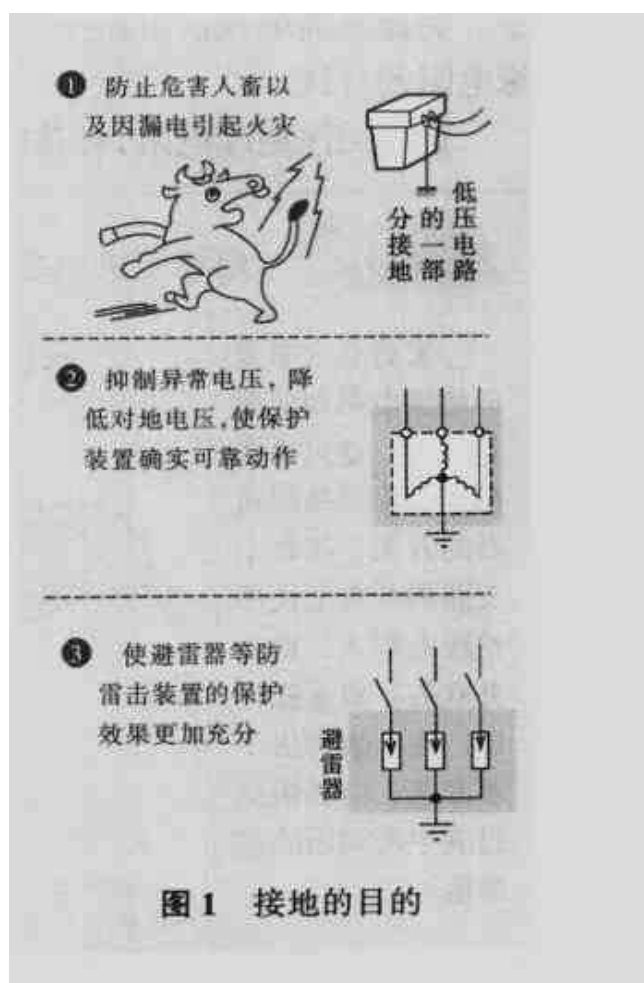 ❶ 防止危害人畜以
及因漏电引起火灾
低压电路
的一部
分接地
❷ 抑制异常电压，降
低对地电压，使保护
装置确实可靠动作
❸ 使避雷器等防
雷击装置的保护
效果更加充分
避雷器
图1 接地的目的